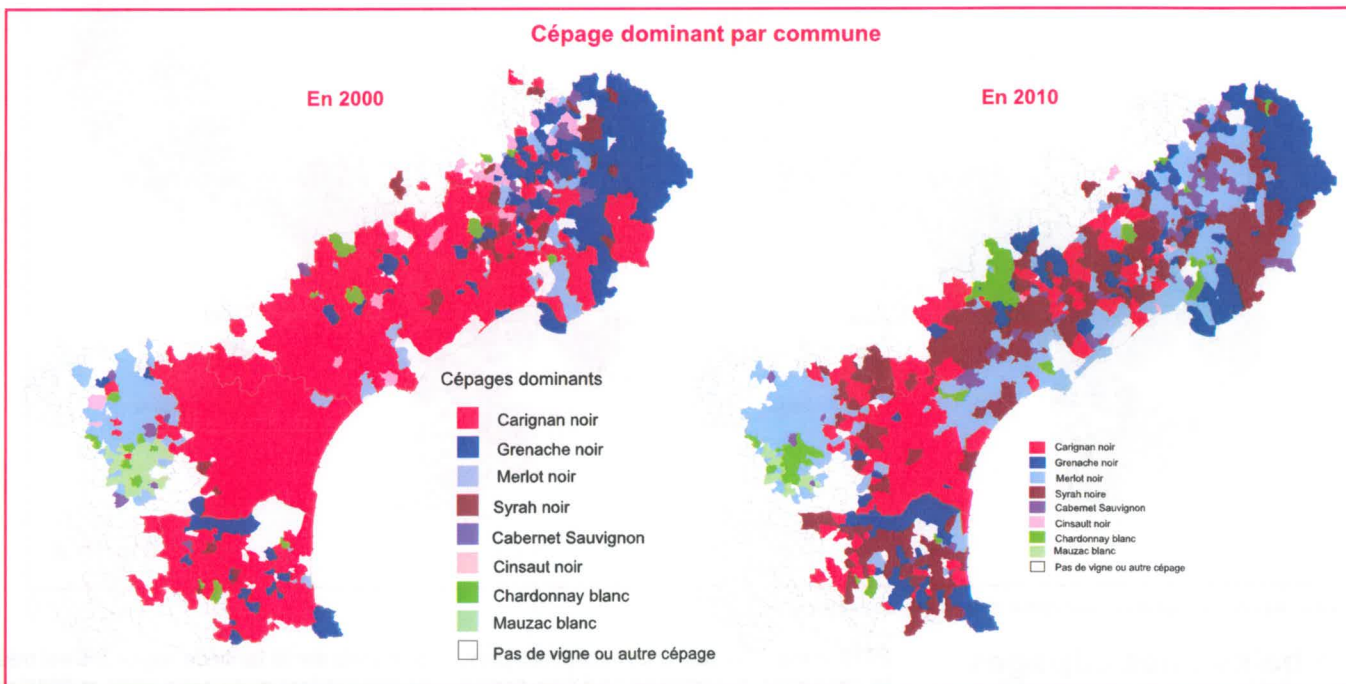 Cépage dominant par commune
En 2000
En 2010
Cépages dominants
Carignan noir
Grenache noir
Merlot noir
Syrah noir
Cabernet Sauvignon
Cinsaut noir
Chardonnay blanc
Mauzac blanc
Pas de vigne ou autre cépage
Carignan noir
Grenache noir
Merlot noir
Syrah noire
Cabernet Sauvignon
Cinsault noir
Chardonnay blanc
Mauzac blanc
Pas de vigne ou autre cépage